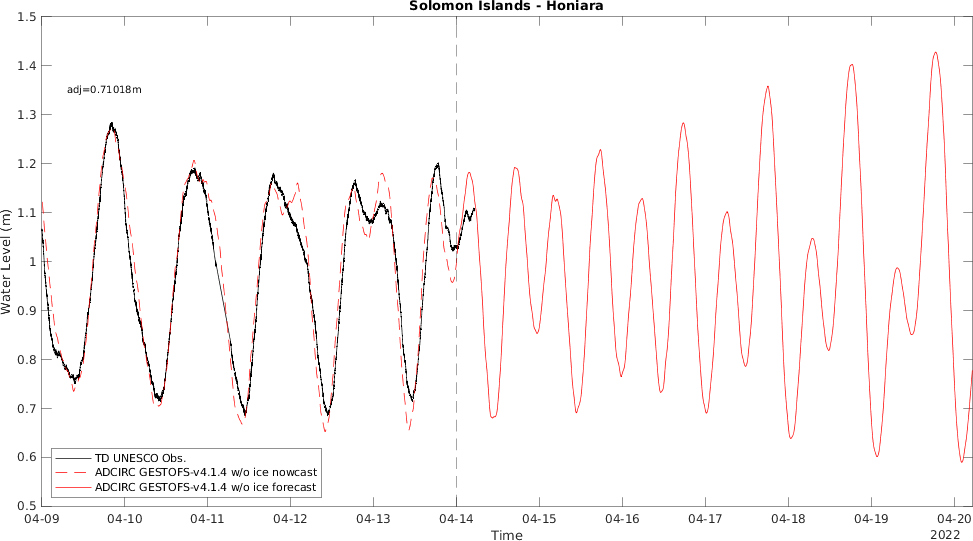 Solomon Islands - Honiara
1.5
1.4
1.3
1.2
1.1
1
0.9
0.8
0.7
0.6
0.5
Water Level (m)
adj=0.71018m
TD UNESCO Obs.
ADCIRC GESTOFS-v4.1.4 w/o ice nowcast
ADCIRC GESTOFS-v4.1.4 w/o ice forecast
04-09 04-10 04-11 04-12 04-13 04-14 04-15 04-16 04-17 04-18 04-19 04-20
Time
2022